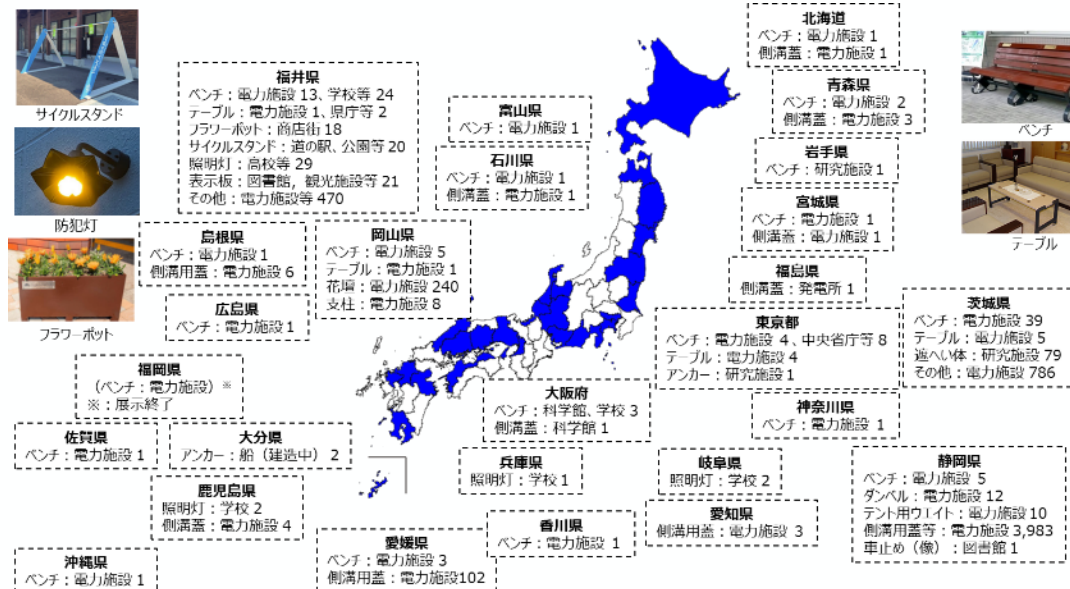 サイクルスタンド
防犯灯
フラワーポット
福井県
ベンチ：電力施設 13、学校等 24
テーブル：電力施設 1、県庁等 2
フラワーポット：商店街 18
サイクルスタンド：道の駅、公園等 20
照明灯：高校等 29
表示板：図書館，観光施設等 21
その他：電力施設等 470
富山県
ベンチ：電力施設 1
石川県
ベンチ：電力施設 1
側溝蓋：電力施設 1
北海道
ベンチ：電力施設 1
側溝蓋：電力施設 1
青森県
ベンチ：電力施設 2
側溝蓋：電力施設 3
岩手県
ベンチ：研究施設 1
宮城県
ベンチ：電力施設 1
側溝蓋：電力施設 1
福島県
側溝蓋：発電所 1
ベンチ
テーブル
島根県
ベンチ：電力施設 1
側溝用蓋：電力施設 6
岡山県
ベンチ：電力施設 5
テーブル：電力施設 1
花壇：電力施設 240
支柱：電力施設 8
広島県
ベンチ：電力施設 1
東京都
ベンチ：電力施設 4 、中央省庁等 8
テーブル：電力施設 4
アンカー：研究施設 1
茨城県
ベンチ：電力施設 39
テーブル：電力施設 5
遮へい体：研究施設 79
その他：電力施設 786
福岡県
（ベンチ：電力施設）※
※：展示終了
大阪府
ベンチ：科学館、学校 3
側溝蓋：科学館 1
神奈川県
ベンチ：電力施設 1
佐賀県
ベンチ：電力施設 1
大分県
アンカー：船（建造中） 2
兵庫県
照明灯：学校 1
岐阜県
照明灯：学校 2
静岡県
ベンチ：電力施設 5
ダンベル：電力施設 12
テント用ウエイト：電力施設 10
側溝用蓋等：電力施設 3,983
車止め（像）：図書館 1
鹿児島県
照明灯：学校 2
側溝蓋：電力施設 4
香川県
ベンチ：電力施設 1
愛知県
側溝用蓋：電力施設 3
愛媛県
ベンチ：電力施設 3
側溝用蓋：電力施設102
沖縄県
ベンチ：電力施設 1